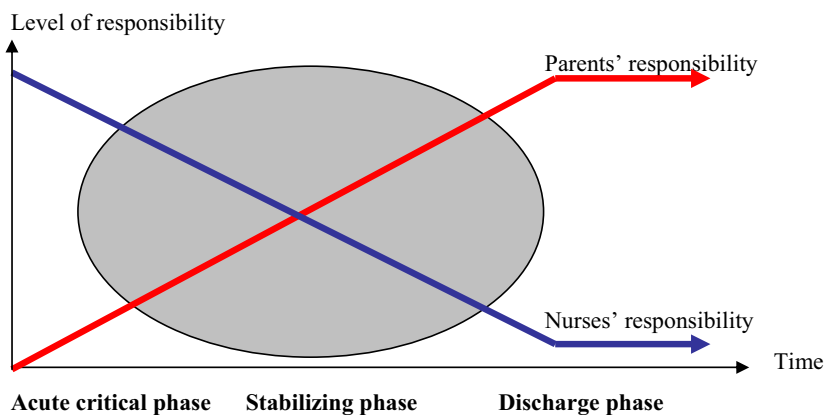 Level of responsibility
Parents’ responsibility
Nurses’ responsibility
Time
Acute critical phase Stabilizing phase Discharge phase